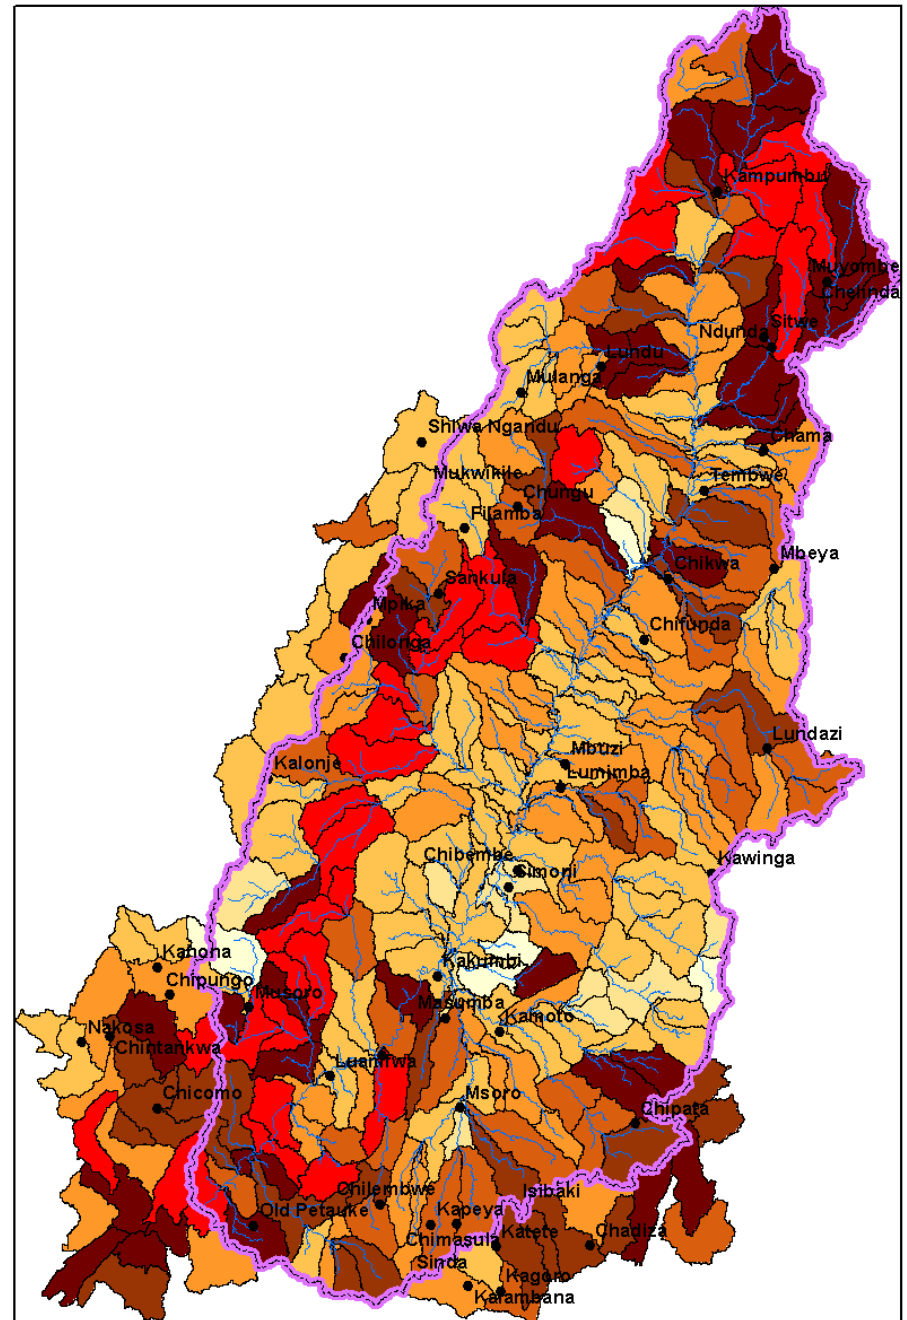 Kampumbu
Muyombe
Chelinda
Sitwe
Ndunda
Lundu
Mulanga
Shiwa Ngandu
Chama
Mukwikile
Tembwe
Chungu
Filamba
Mbeya
Chikwa
Sankula
Mpika
Chifunda
Chilonga
Lundazi
Mbuzi
Kalonje
Lumimba
Chibembe
Kawinga
Simoni
Kanona
Kakumbi
Chipungo
Musoro
Masumba
Kamoto
Nakosa
Chintankwa
Luamfwa
Chicomo
Msoro
Chipata
Chilembwe
Isibaki
Old Petauke
Kapeya
Chimasula
Katete
Chadiza
Sinda
Kagoro
Kalambana